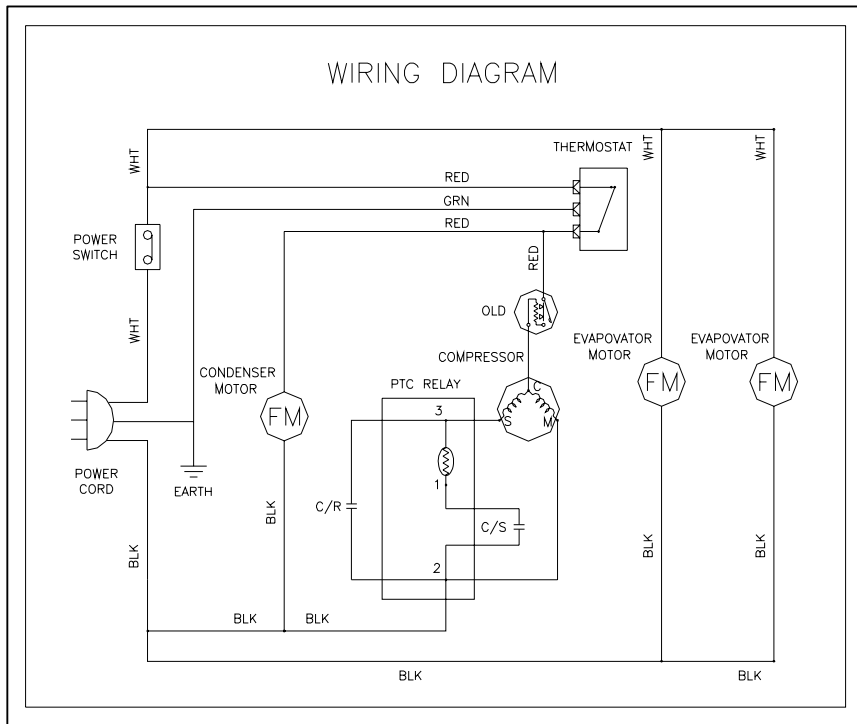 WIRING DIAGRAM
WHT
WHT
WHT
THERMOSTAT
RED
GRN
RED
POWER
SWITCH
RED
WHT
OLD
EVAPOVATOR
MOTOR
EVAPOVATOR
MOTOR
COMPRESSOR
CONDENSER
MOTOR
PTC RELAY
C
FM
FM
FM
3
S
M
POWER
CORD
EARTH
1
C/R
C/S
BLK
BLK
BLK
BLK
2
BLK
BLK
BLK
BLK